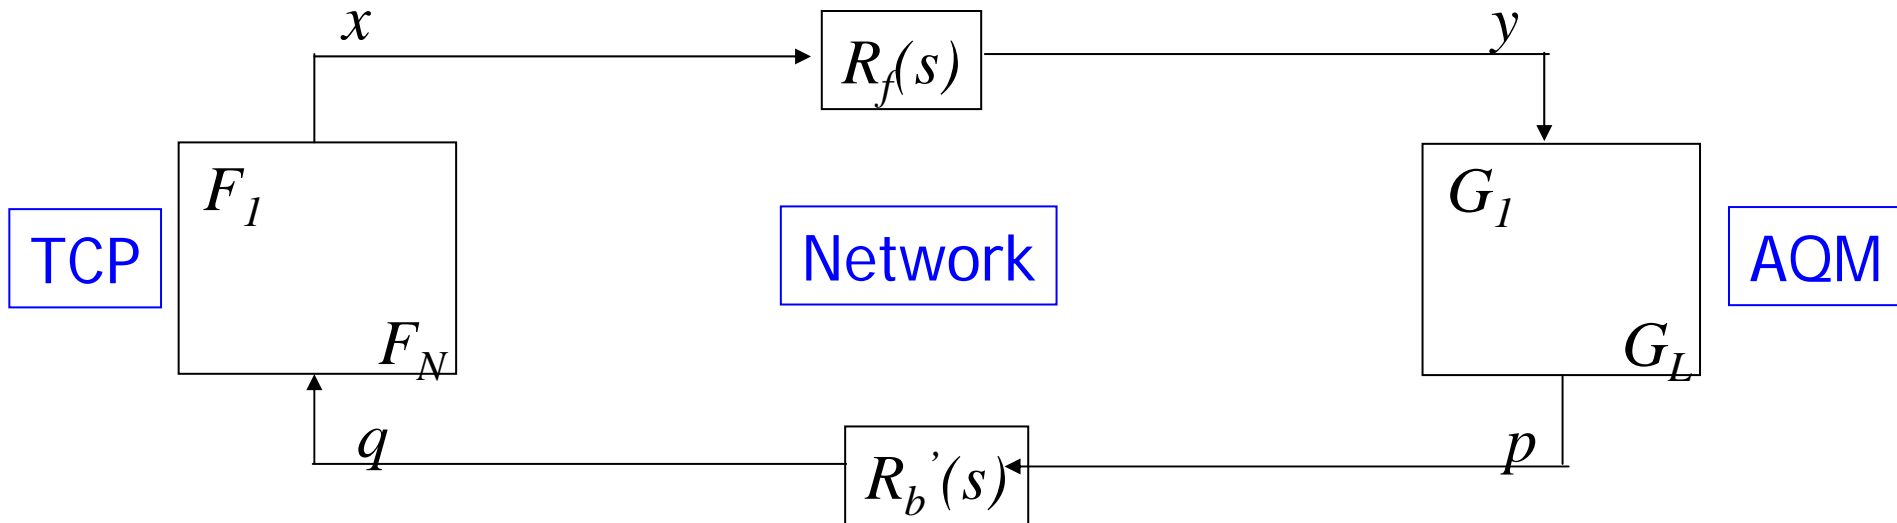 x
R_f(s)
y
F_1
F_N
TCP
Network
G_1
G_L
AQM
q
R_b’(s)
p